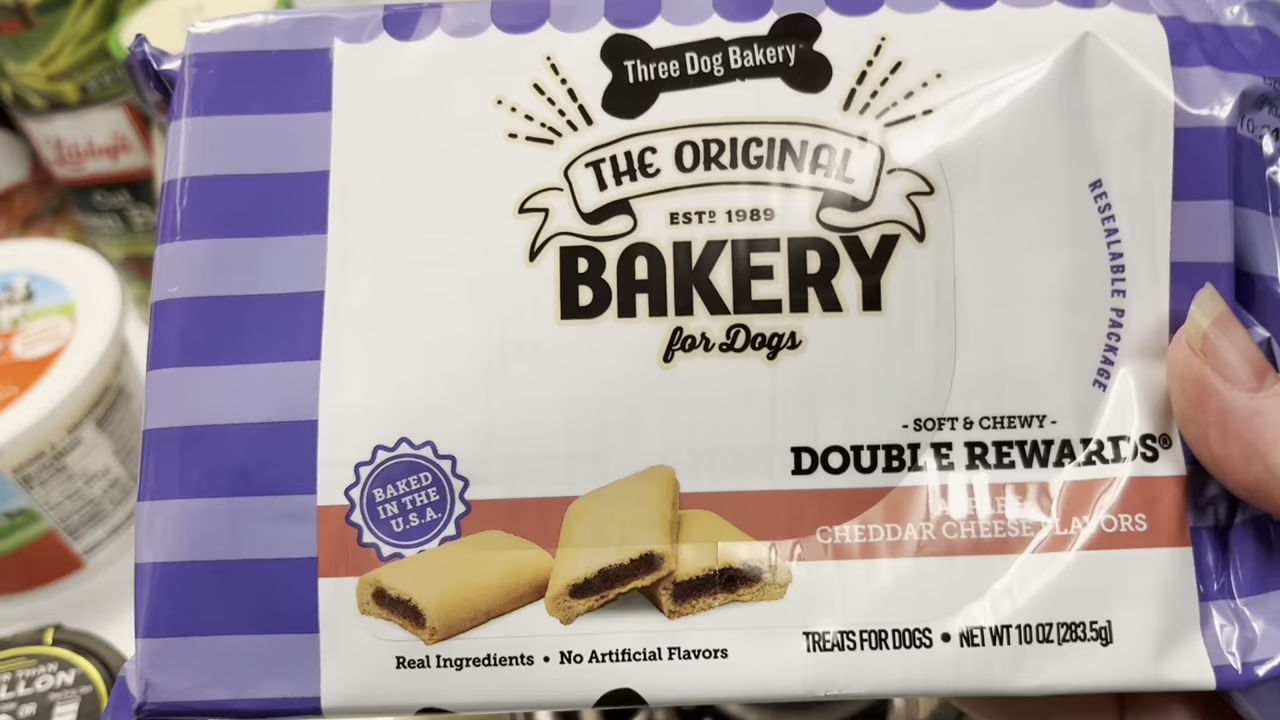 Three Dog Bakery
THE ORIGINAL
ESTD 1989
BAKERY
for Dogs
RESEALABLE PACKAGE
- SOFT & CHEWY -
DOUBLE REWARDS®
CHEDDAR CHEESE FLAVORS
BAKED
IN THE
U.S.A.
TREATS FOR DOGS • NET WT 10 OZ [283.5g]
Real Ingredients • No Artificial Flavors
Libby's